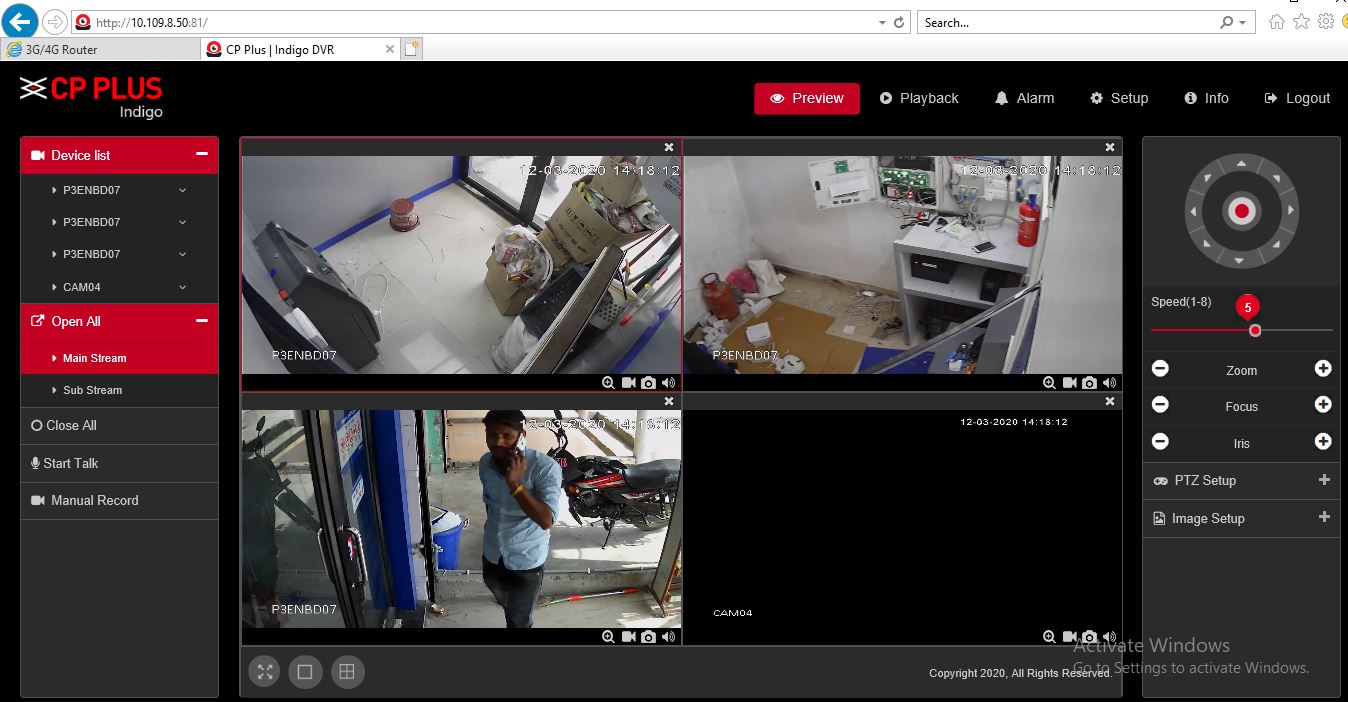 http://10.109.8.50:81/
Search...
3G/4G Router
CP Plus | Indigo DVR
CP PLUS
Indigo
Preview
Playback
Alarm
Setup
Info
Logout
Device list
P3ENBD07
P3ENBD07
P3ENBD07
CAM04
Open All
Main Stream
Sub Stream
Close All
Start Talk
Manual Record
12-03-2020 14:18:12
P3ENBD07
12-03-2020 14:18:12
P3ENBD07
12-03-2020 14:18:12
P3ENBD07
12-03-2020 14:18:12
CAM04
Speed(1-8)
5
Zoom
Focus
Iris
PTZ Setup
Image Setup
Copyright 2020, All Rights Reserved.
Activate Windows
Go to Settings to activate Windows.